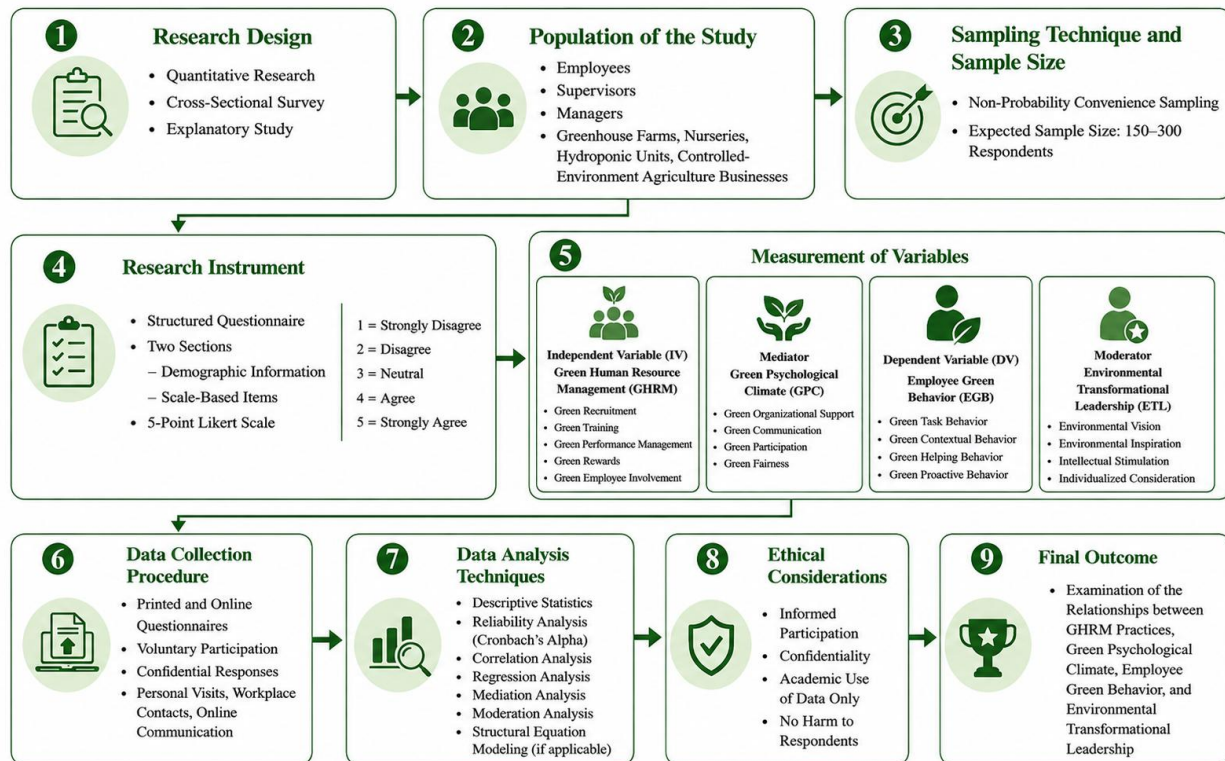 1
Research Design
• Quantitative Research
• Cross-Sectional Survey
• Explanatory Study
2
Population of the Study
• Employees
• Supervisors
• Managers
• Greenhouse Farms, Nurseries,
Hydroponic Units, Controlled-
Environment Agriculture Businesses
3
Sampling Technique and
Sample Size
• Non-Probability Convenience Sampling
• Expected Sample Size: 150–300
Respondents
4
Research Instrument
• Structured Questionnaire
• Two Sections
– Demographic Information
– Scale-Based Items
• 5-Point Likert Scale
1 = Strongly Disagree
2 = Disagree
3 = Neutral
4 = Agree
5 = Strongly Agree
5
Measurement of Variables
Independent Variable (IV)
Green Human Resource
Management (GHRM)
• Green Recruitment
• Green Training
• Green Performance Management
• Green Rewards
• Green Employee Involvement
Mediator
Green Psychological
Climate (GPC)
• Green Organizational Support
• Green Communication
• Green Participation
• Green Fairness
Dependent Variable (DV)
Employee Green
Behavior (EGB)
• Green Task Behavior
• Green Contextual Behavior
• Green Helping Behavior
• Green Proactive Behavior
Moderator
Environmental
Transformational
Leadership (ETL)
• Environmental Vision
• Environmental Inspiration
• Intellectual Stimulation
• Individualized Consideration
6
Data Collection
Procedure
• Printed and Online
Questionnaires
• Voluntary Participation
• Confidential Responses
• Personal Visits, Workplace
Contacts, Online
Communication
7
Data Analysis
Techniques
• Descriptive Statistics
• Reliability Analysis
(Cronbach's Alpha)
• Correlation Analysis
• Regression Analysis
• Mediation Analysis
• Moderation Analysis
• Structural Equation
Modeling (if applicable)
8
Ethical
Considerations
• Informed
Participation
• Confidentiality
• Academic Use
of Data Only
• No Harm to
Respondents
9
Final Outcome
• Examination of the
Relationships between
GHRM Practices,
Green Psychological
Climate, Employee
Green Behavior, and
Environmental
Transformational
Leadership